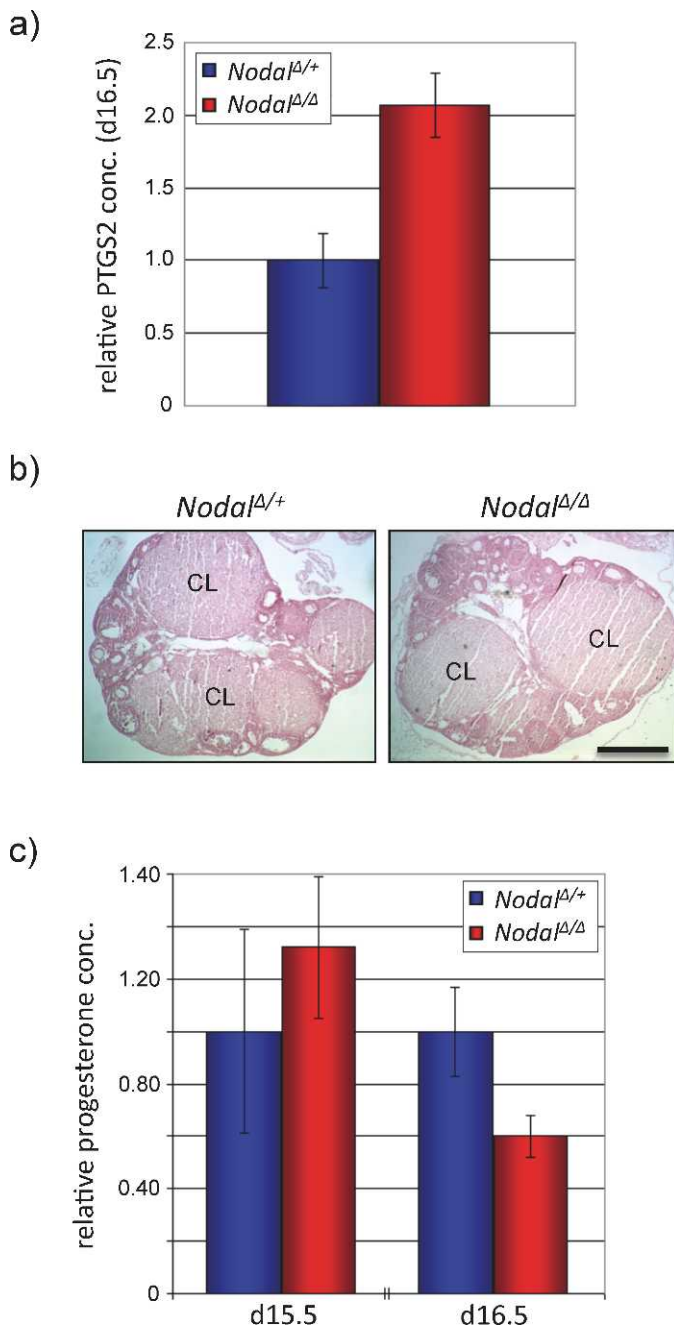 a)
relative PTGS2 conc. (d16.5)
2.5
2.0
1.5
1.0
0.5
0
Nodal^Δ/+
Nodal^Δ/Δ
b)
Nodal^Δ/+
Nodal^Δ/Δ
CL
CL
CL
CL
c)
relative progesterone conc.
1.40
1.20
0.80
0.40
0
Nodal^Δ/+
Nodal^Δ/Δ
d15.5
d16.5